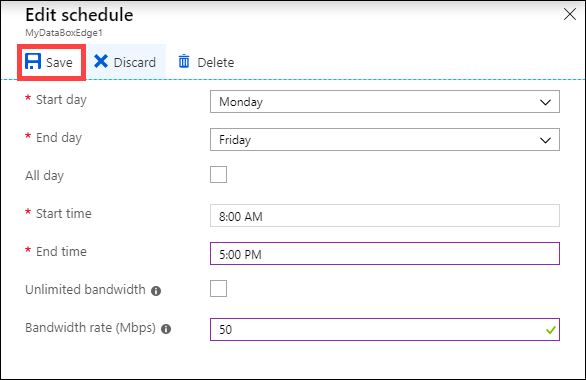 Edit schedule
MyDataBoxEdge1
Save Discard Delete
* Start day Monday
* End day Friday
All day
* Start time 8:00 AM
* End time 5:00 PM
Unlimited bandwidth
Bandwidth rate (Mbps) 50